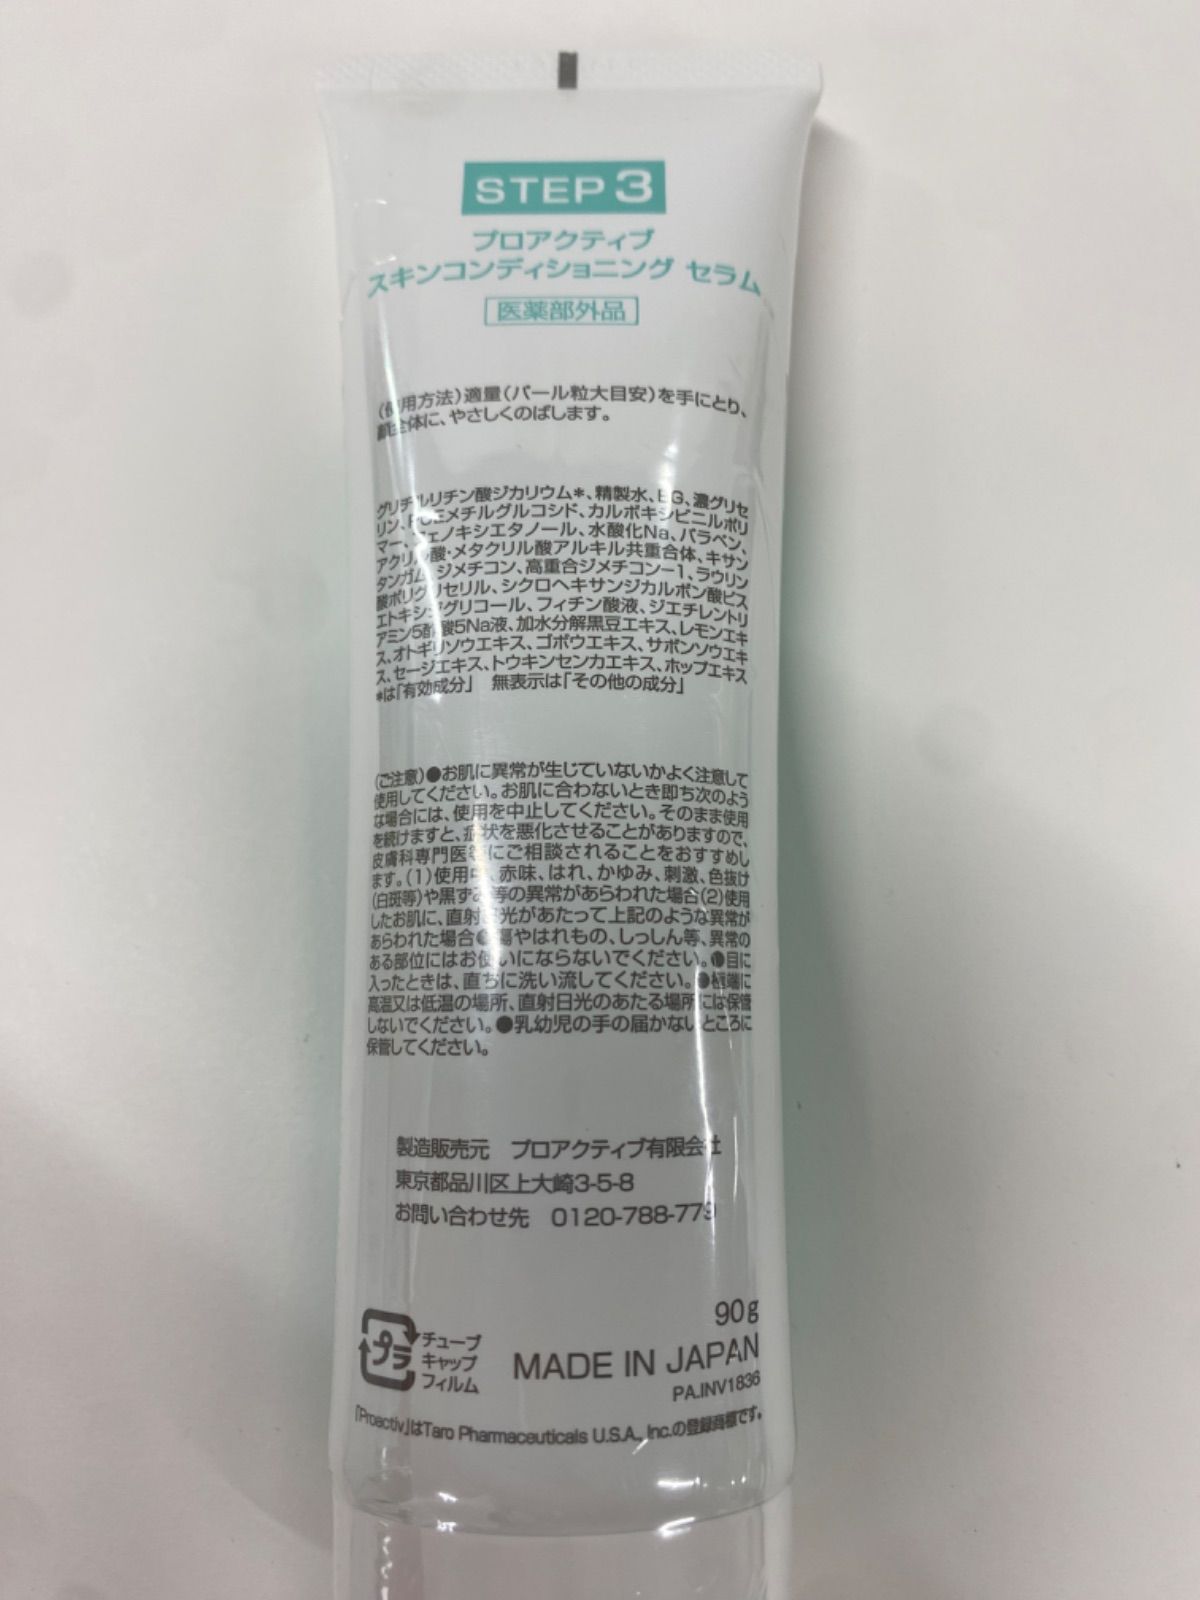 STEP 3
プロアクティブ
スキンコンディショニング セラム
医薬部外品
(使用方法)適量(パール粒大目安)を手にとり、
顔全体に、やさしくのばします。
グリチルリチン酸ジカリウム*、精製水、BG、濃グリセ
リン、POEメチルグルコシド、カルボキシビニルポリ
マー、フェノキシエタノール、水酸化Na、パラベン、
アクリル酸・メタクリル酸アルキル共重合体、キサン
タンガム、ジメチコン、高重合ジメチコン-1、ラウリン
酸ポリグリセリル、シクロヘキサンジカルボン酸ビス
エトキシジグリコール、フィチン酸液、ジエチレントリ
アミン5酢酸5Na液、加水分解黒豆エキス、レモンエキ
ス、オトギリソウエキス、ゴボウエキス、サボンソウエキ
ス、セージエキス、トウキンセンカエキス、ホップエキス
*は「有効成分」 無表示は「その他の成分」
(ご注意)●お肌に異常が生じていないかよく注意して
使用してください。お肌に合わないとき即ち次のよう
な場合には、使用を中止してください。そのまま使用
を続けますと、症状を悪化させることがありますので、
皮膚科専門医等にご相談されることをおすすめし
ます。(1)使用中、赤味、はれ、かゆみ、刺激、色抜け
(白斑等)や黒ずみ等の異常があらわれた場合(2)使用
したお肌に、直射日光があたって上記のような異常が
あらわれた場合●傷やはれもの、しっしん等、異常の
ある部位にはお使いにならないでください。●目に
入ったときは、直ちに洗い流してください。●極端に
高温又は低温の場所、直射日光のあたる場所には保管
しないでください。●乳幼児の手の届かないところに
保管してください。
製造販売元 プロアクティブ有限会社
東京都品川区上大崎3-5-8
お問い合わせ先 0120-788-779
90g
プラ
チューブ
キャップ
フィルム
MADE IN JAPAN
PA.INV1836
「Proactiv」はTaro Pharmaceuticals U.S.A., Inc.の登録商標です。